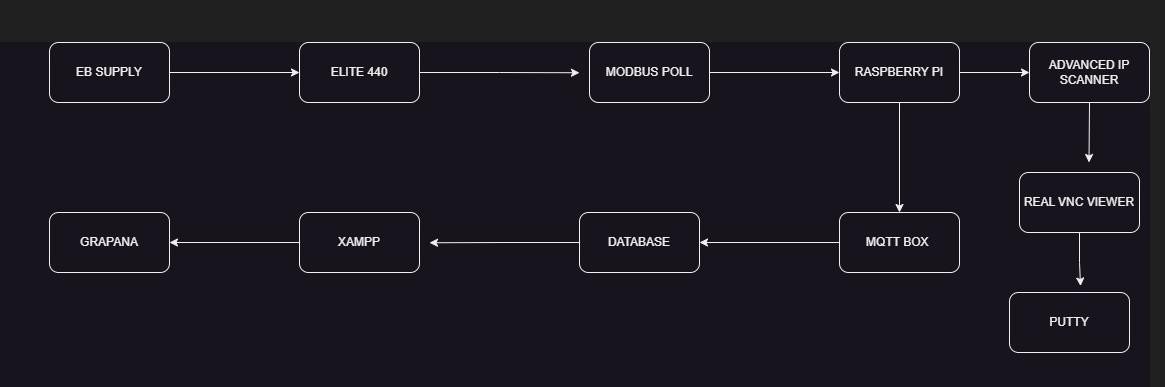 EB SUPPLY
ELITE 440
MODBUS POLL
RASPBERRY PI
ADVANCED IP
SCANNER
REAL VNC VIEWER
GRAPANA
XAMPP
DATABASE
MQTT BOX
PUTTY